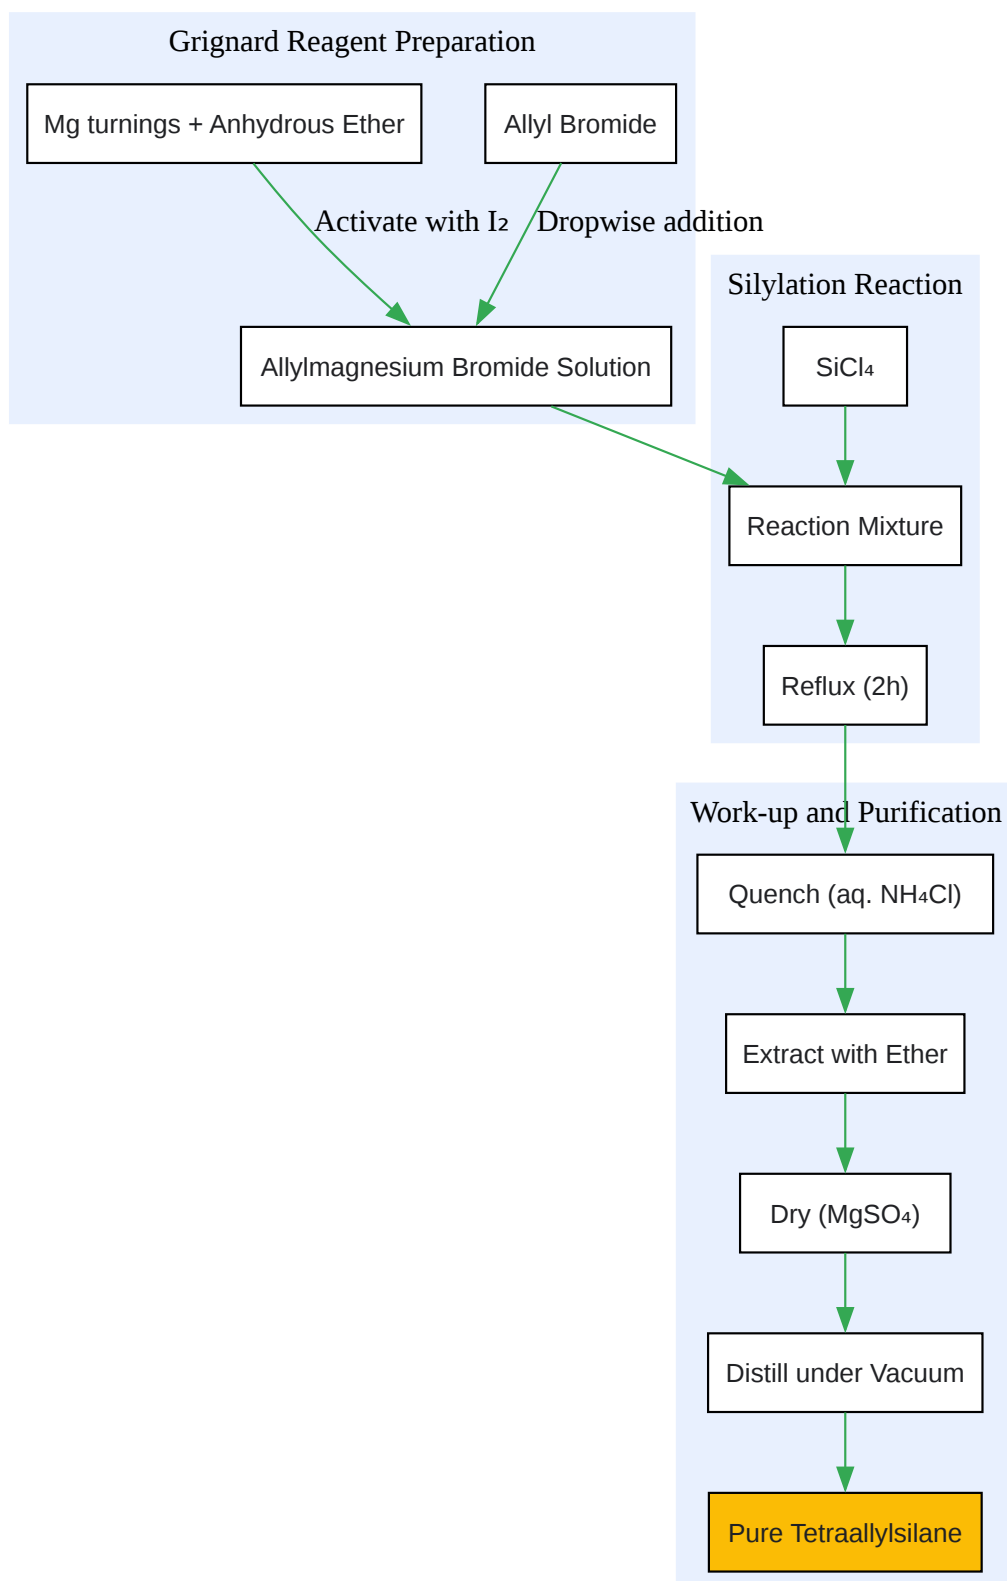 Grignard Reagent Preparation
Mg turnings + Anhydrous Ether
Allyl Bromide
Activate with I₂
Dropwise addition
Allylmagnesium Bromide Solution
Silylation Reaction
SiCl₄
Reaction Mixture
Reflux (2h)
Work-up and Purification
Quench (aq. NH₄Cl)
Extract with Ether
Dry (MgSO₄)
Distill under Vacuum
Pure Tetraallylsilane